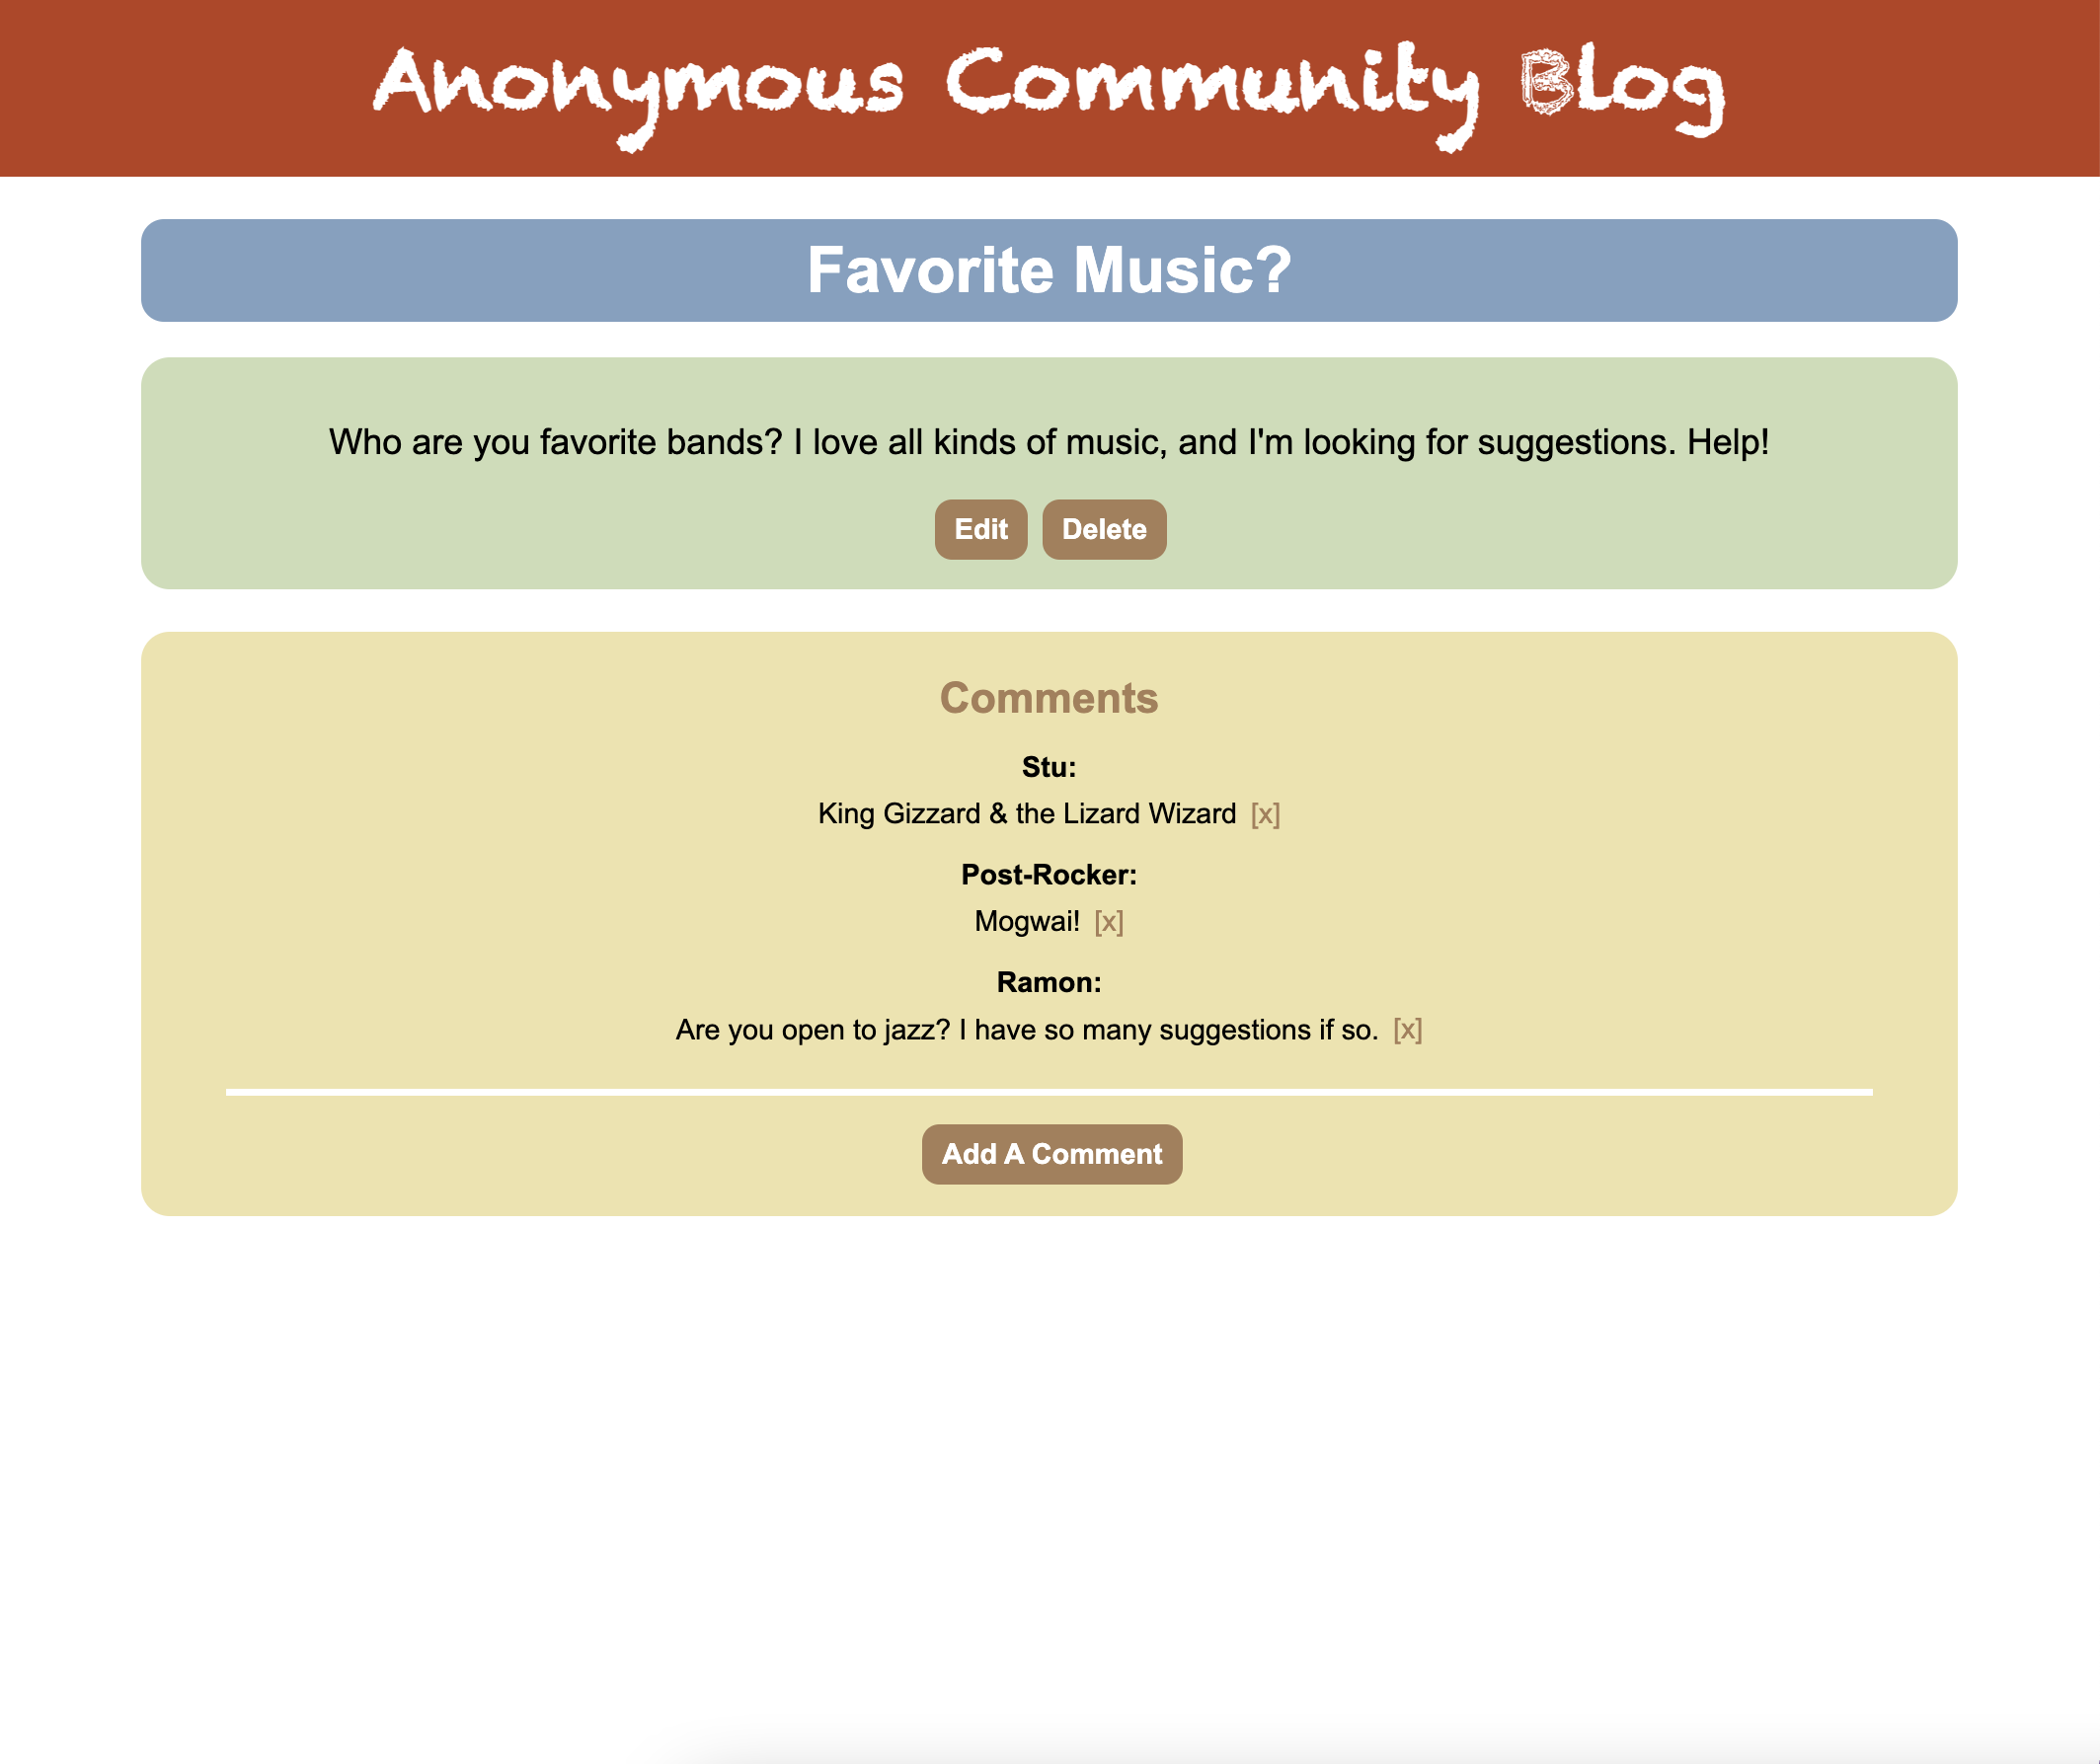 Anonymous Community Blog
Favorite Music?
Who are you favorite bands? I love all kinds of music, and I'm looking for suggestions. Help!
Edit Delete
Comments
Stu:
King Gizzard & the Lizard Wizard [x]
Post-Rocker:
Mogwai! [x]
Ramon:
Are you open to jazz? I have so many suggestions if so. [x]
Add A Comment